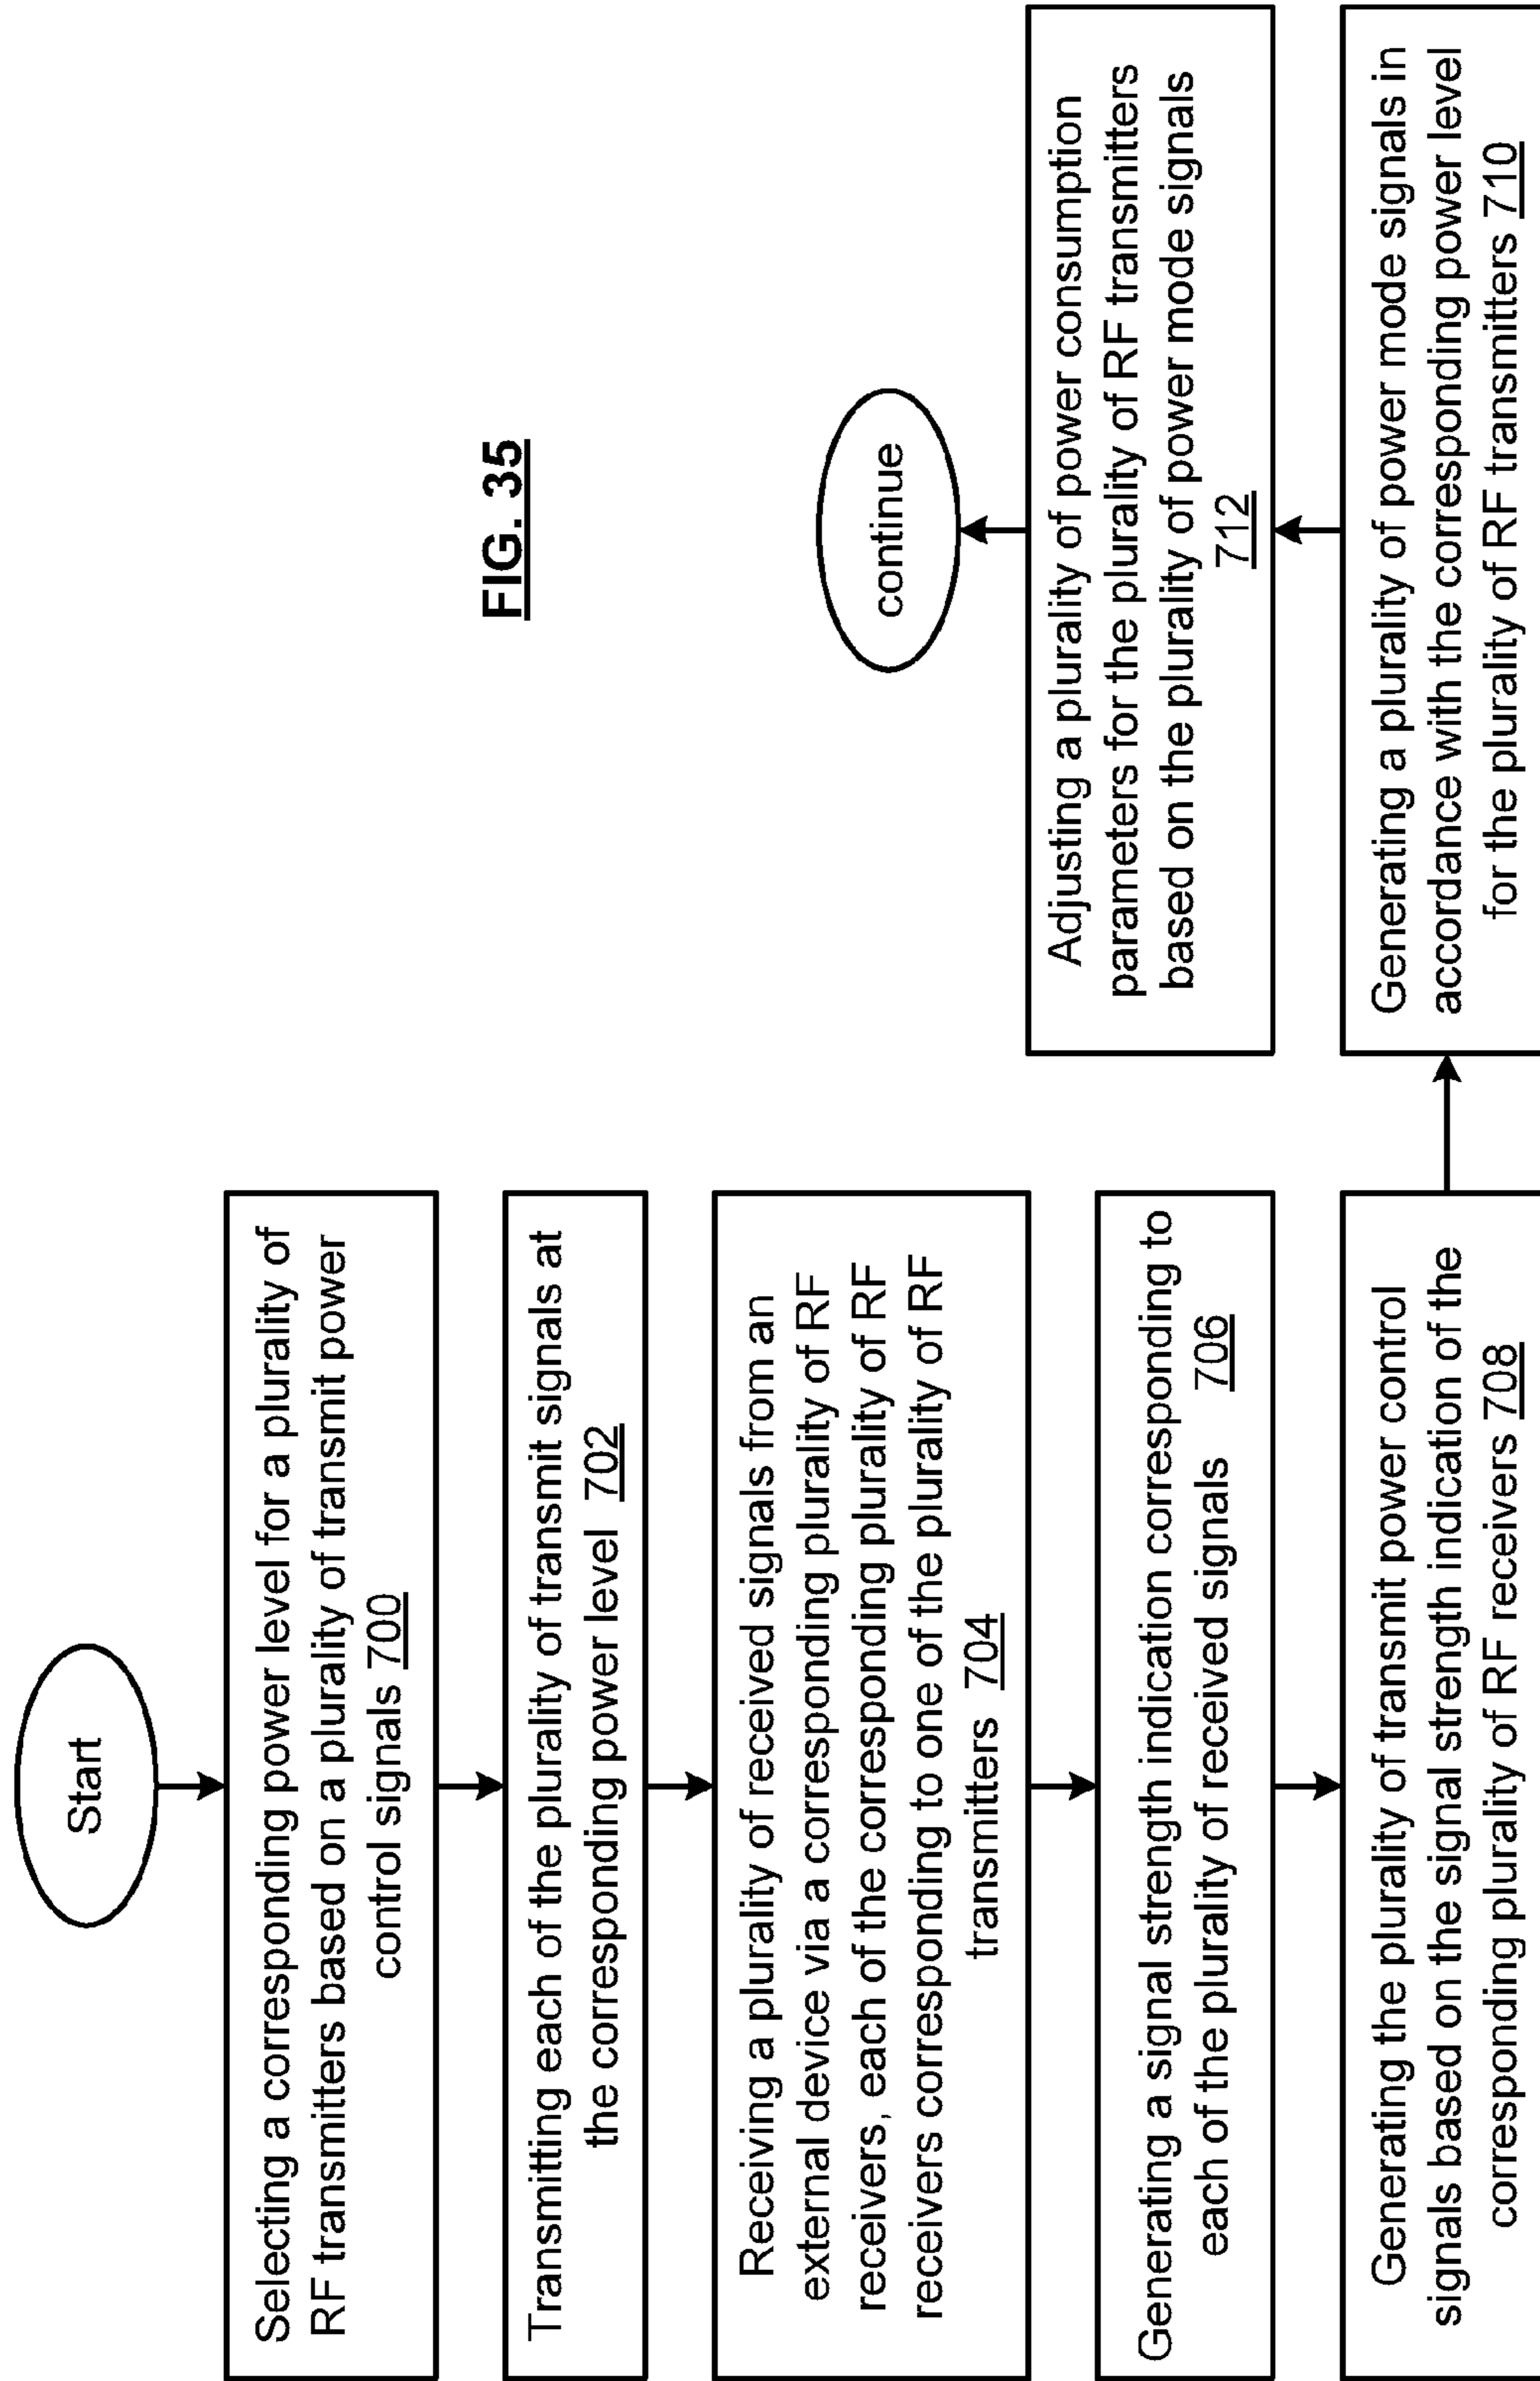 Start
Selecting a corresponding power level for a plurality of
RF transmitters based on a plurality of transmit power
control signals 700
Transmitting each of the plurality of transmit signals at
the corresponding power level 702
Receiving a plurality of received signals from an
external device via a corresponding plurality of RF
receivers, each of the corresponding plurality of RF
receivers corresponding to one of the plurality of RF
transmitters 704
Generating a signal strength indication corresponding to
each of the plurality of received signals 706
Generating the plurality of transmit power control
signals based on the signal strength indication of the
corresponding plurality of RF receivers 708
Generating a plurality of power mode signals in
accordance with the corresponding power level
for the plurality of RF transmitters 710
Adjusting a plurality of power consumption
parameters for the plurality of RF transmitters
based on the plurality of power mode signals
712
continue
FIG. 35